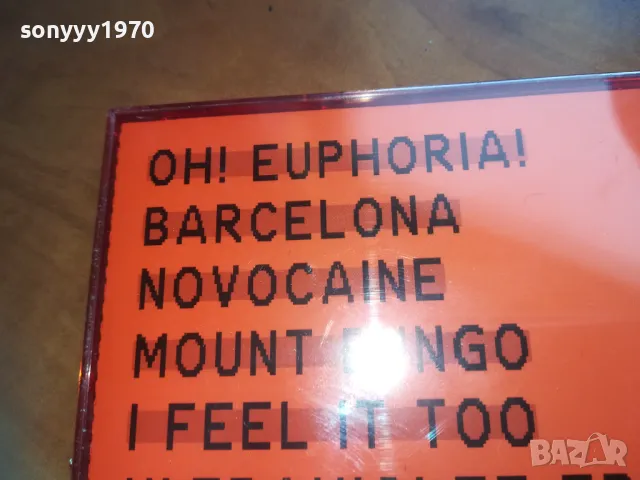 sonyyy1970
OH! EUPHORIA!
BARCELONA
NOVOCAINE
MOUNT
I FEEL IT TOO
BAZAR